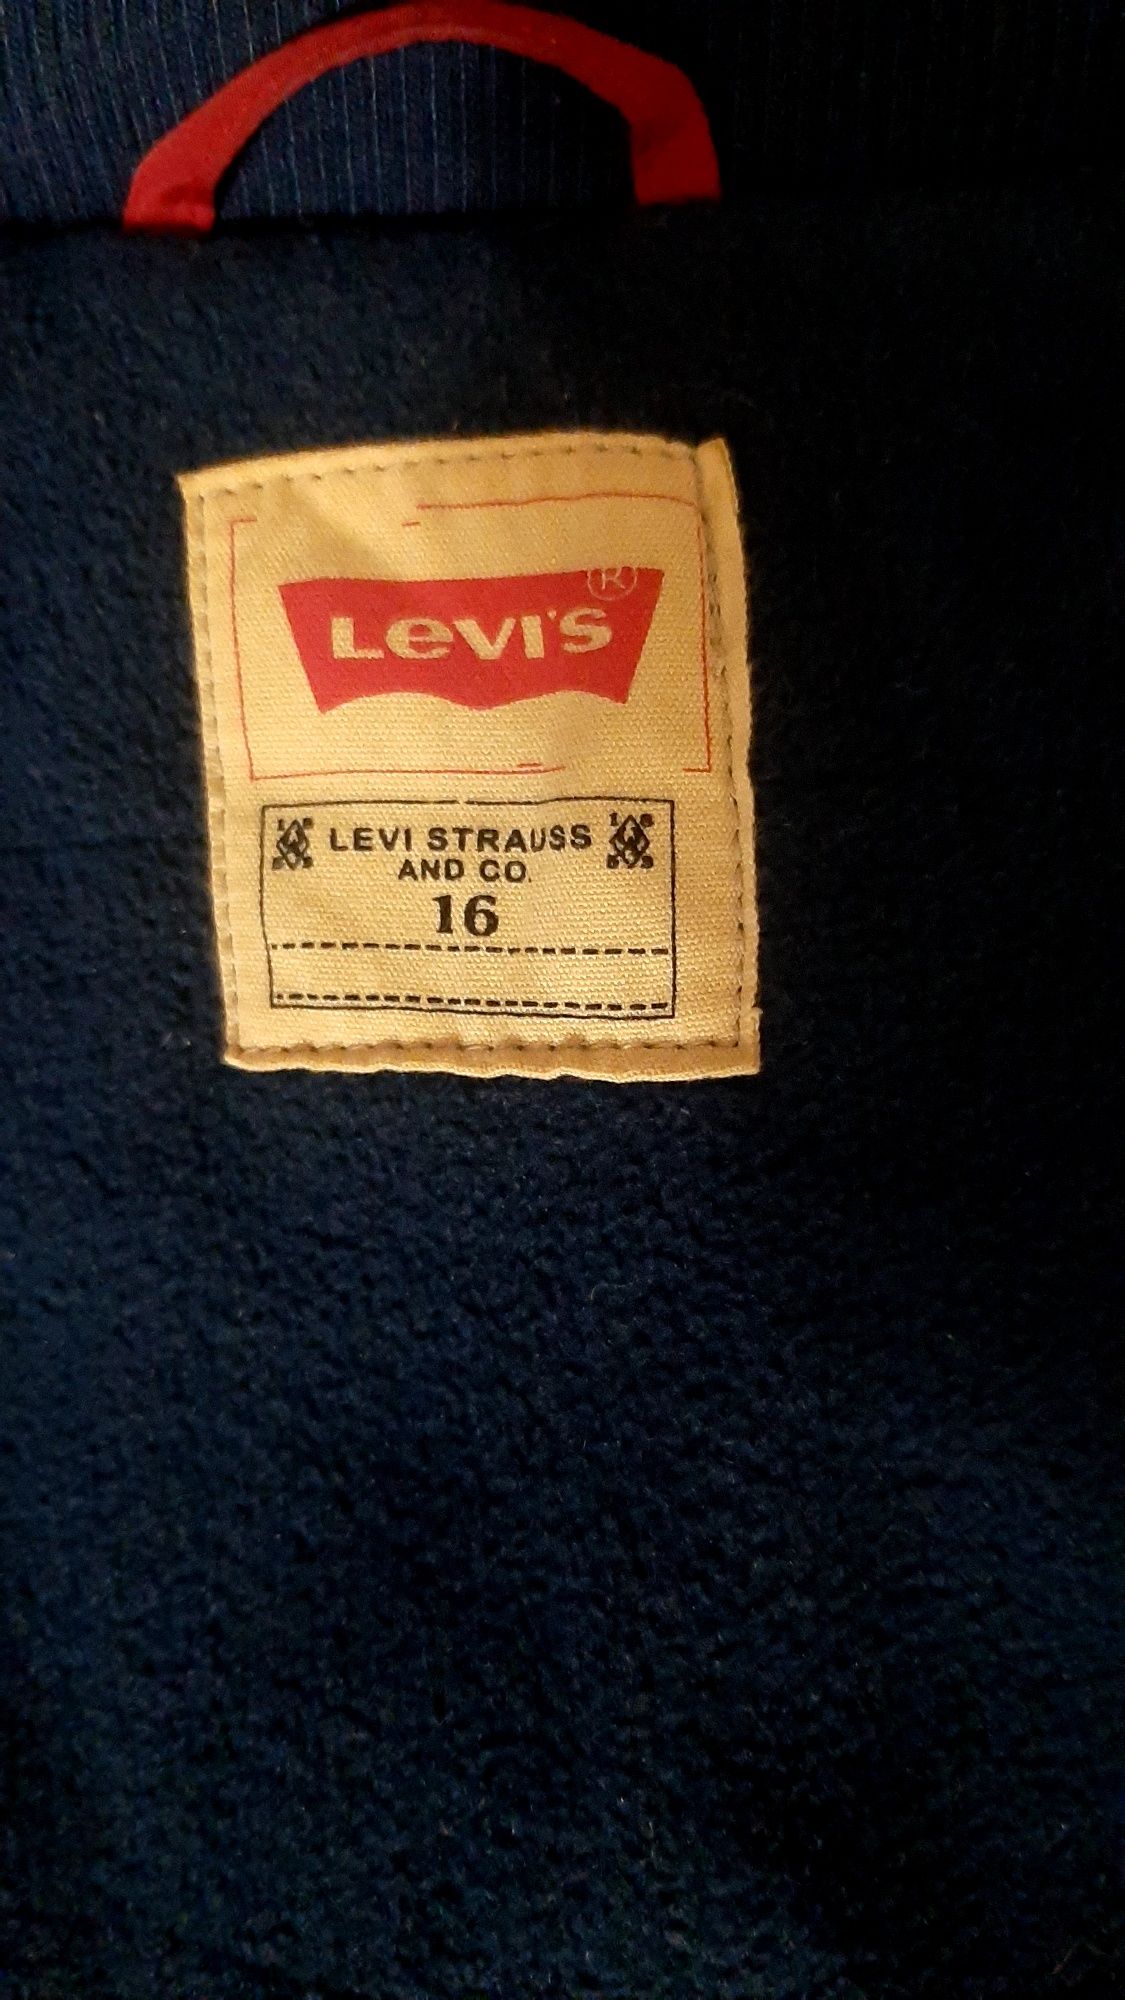 LEVI'S ®
LEVI STRAUSS
AND CO.
16